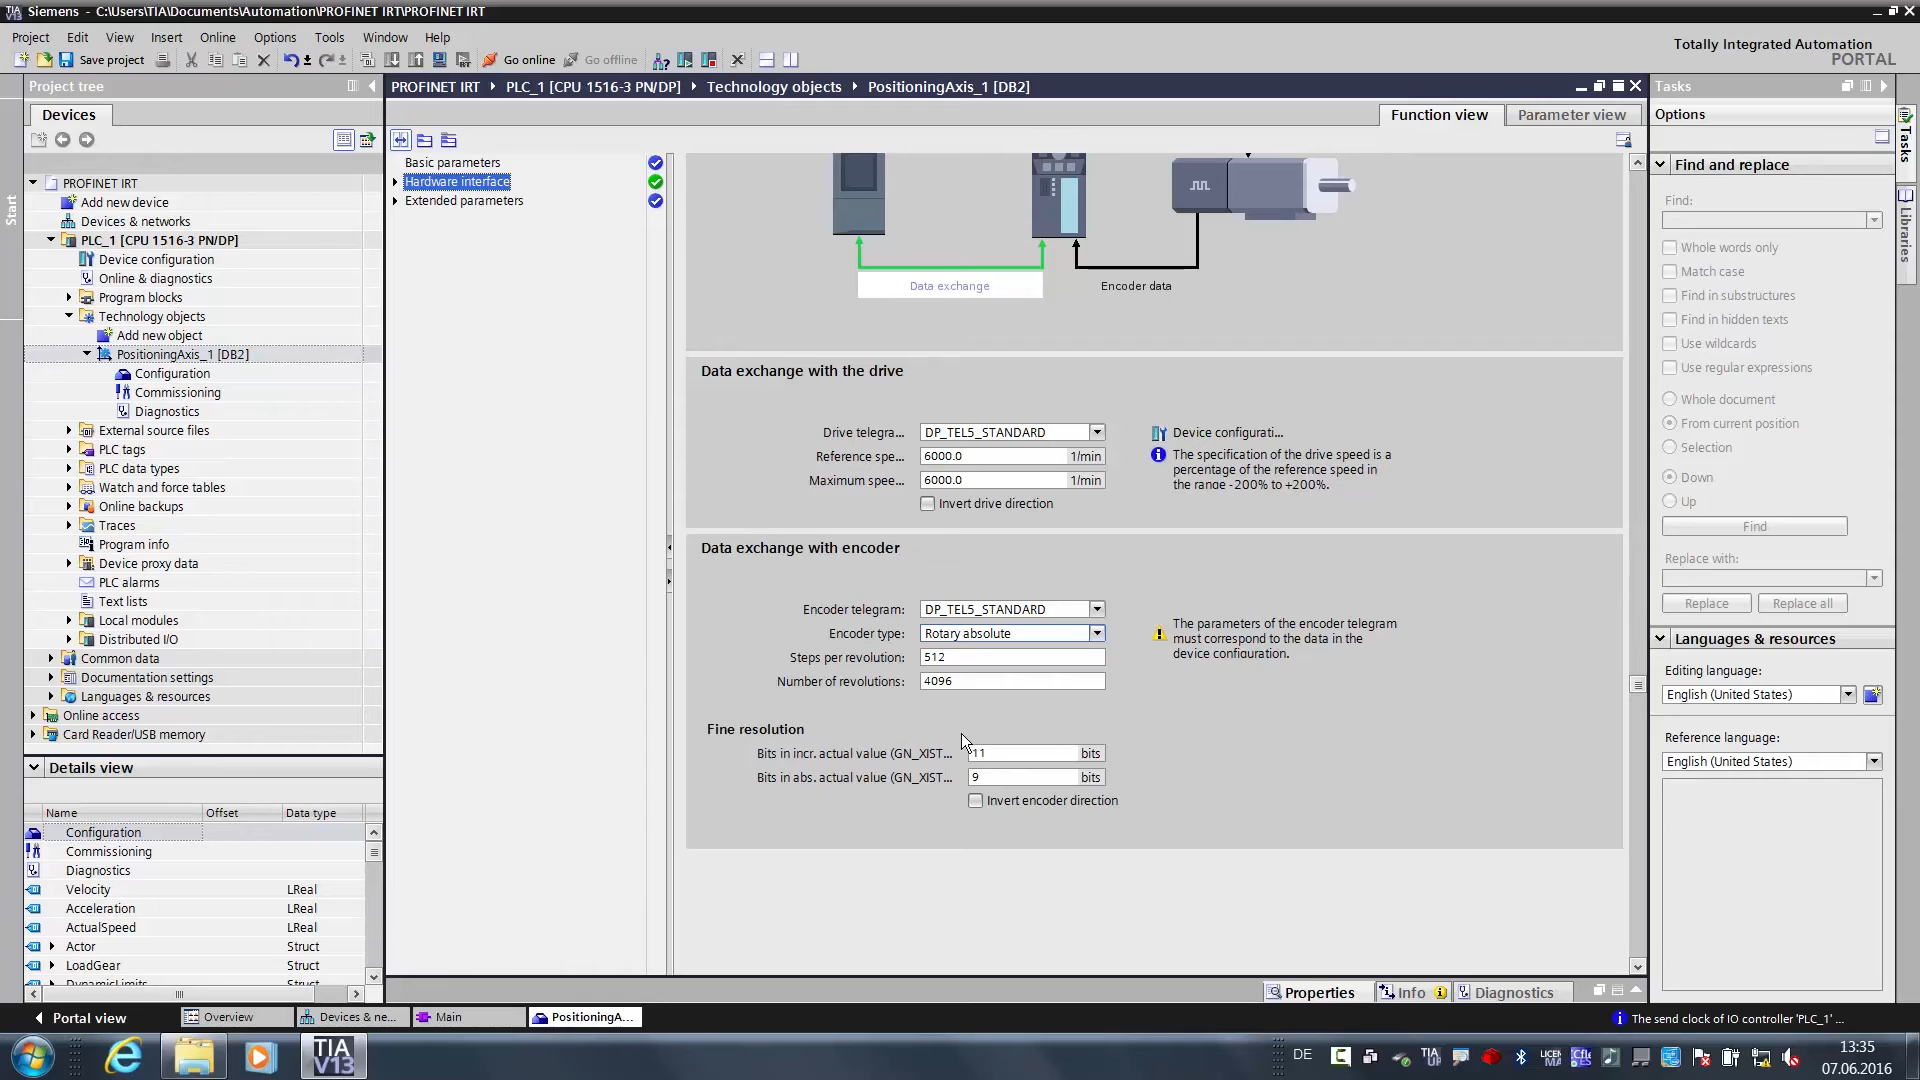 Siemens - C:\Users\TIA\Documents\Automation\PROFINET IRT\PROFINET IRT
Project Edit View Insert Online Options Tools Window Help
Totally Integrated Automation
PORTAL
Save project
Go online
Go offline
Project tree
PROFINET IRT
PLC_1 [CPU 1516-3 PN/DP]
Technology objects
PositioningAxis_1 [DB2]
Tasks
Devices
Function view
Parameter view
Options
Basic parameters
Hardware interface
Extended parameters
PROFINET IRT
Add new device
Devices & networks
PLC_1 [CPU 1516-3 PN/DP]
Device configuration
Online & diagnostics
Program blocks
Technology objects
Add new object
PositioningAxis_1 [DB2]
Configuration
Commissioning
Diagnostics
External source files
PLC tags
PLC data types
Watch and force tables
Online backups
Traces
Program info
Device proxy data
PLC alarms
Text lists
Local modules
Distributed I/O
Common data
Documentation settings
Languages & resources
Online access
Card Reader/USB memory
Start
Data exchange
Encoder data
Data exchange with the drive
Drive telegra... DP_TEL5_STANDARD
Reference spe... 6000.0 1/min
Maximum spee... 6000.0 1/min
Invert drive direction
Device configurati...
The specification of the drive speed is a
percentage of the reference speed in
the range -200% to +200%.
Data exchange with encoder
Encoder telegram: DP_TEL5_STANDARD
Encoder type: Rotary absolute
Steps per revolution: 512
Number of revolutions: 4096
The parameters of the encoder telegram
must correspond to the data in the
device configuration.
Fine resolution
Bits in incr. actual value (GN_XIST... 11 bits
Bits in abs. actual value (GN_XIST... 9 bits
Invert encoder direction
Find and replace
Find:
Whole words only
Match case
Find in substructures
Find in hidden texts
Use wildcards
Use regular expressions
Whole document
From current position
Selection
Down
Up
Find
Replace with:
Replace
Replace all
Languages & resources
Editing language:
English (United States)
Reference language:
English (United States)
Tasks
Libraries
Details view
Name Offset Data type
Configuration
Commissioning
Diagnostics
Velocity LReal
Acceleration LReal
ActualSpeed LReal
Actor Struct
LoadGear Struct
DynamicLimits Struct
Properties
Info
Diagnostics
Portal view
Overview
Devices & ne...
Main
PositioningA...
The send clock of IO controller 'PLC_1' ...
TIA
V13
DE
13:35
07.06.2016